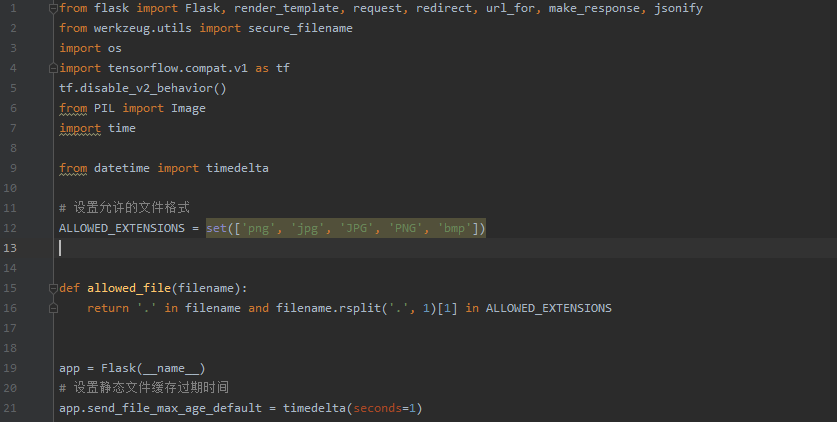 1 from flask import Flask, render_template, request, redirect, url_for, make_response, jsonify
2 from werkzeug.utils import secure_filename
3 import os
4 import tensorflow.compat.v1 as tf
5 tf.disable_v2_behavior()
6 from PIL import Image
7 import time
8
9 from datetime import timedelta
10
11 # 设置允许的文件格式
12 ALLOWED_EXTENSIONS = set(['png', 'jpg', 'JPG', 'PNG', 'bmp'])
13
14
15 def allowed_file(filename):
16     return '.' in filename and filename.rsplit('.', 1)[1] in ALLOWED_EXTENSIONS
17
18
19 app = Flask(__name__)
20 # 设置静态文件缓存过期时间
21 app.send_file_max_age_default = timedelta(seconds=1)